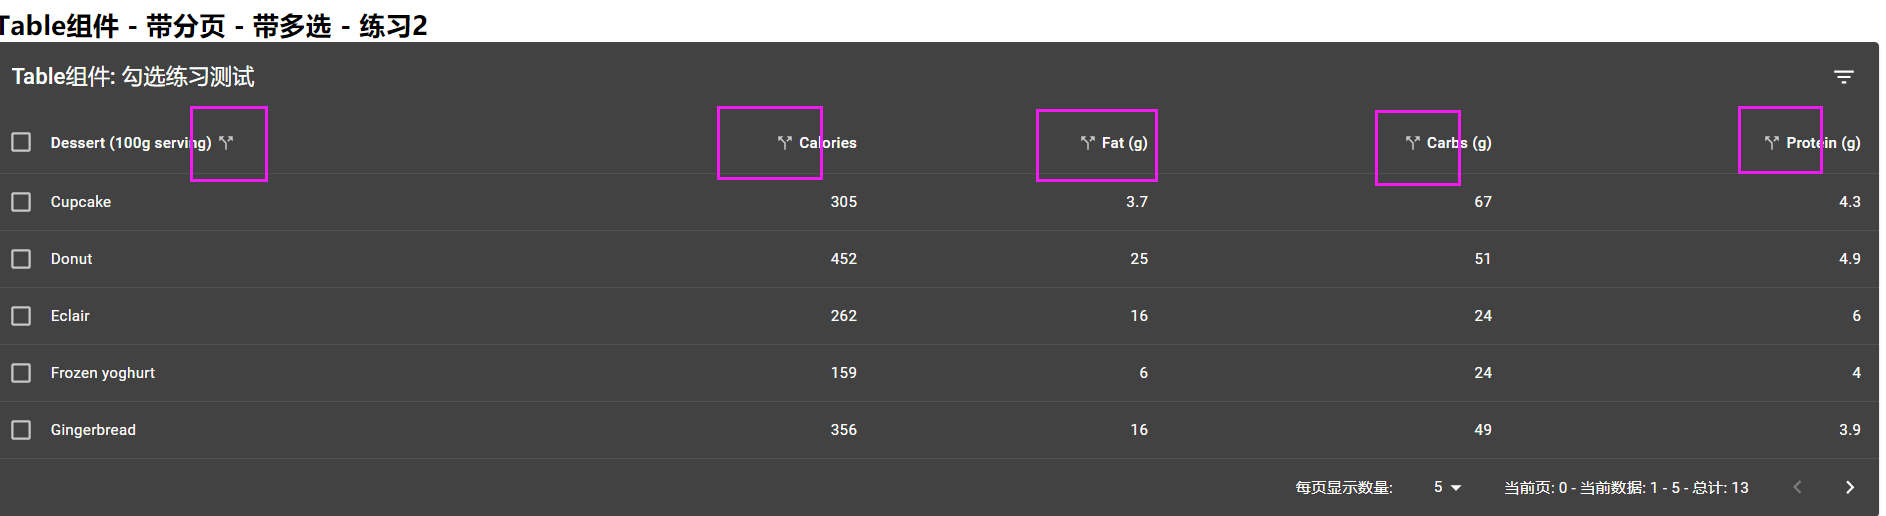 Table组件 - 带分页 - 带多选 - 练习2
Table组件: 勾选练习测试
Dessert (100g serving) Calories Fat (g) Carbs (g) Protein (g)
Cupcake 305 3.7 67 4.3
Donut 452 25 51 4.9
Eclair 262 16 24 6
Frozen yoghurt 159 6 24 4
Gingerbread 356 16 49 3.9
每页显示数量: 5 当前页: 0 - 当前数据: 1 - 5 - 总计: 13